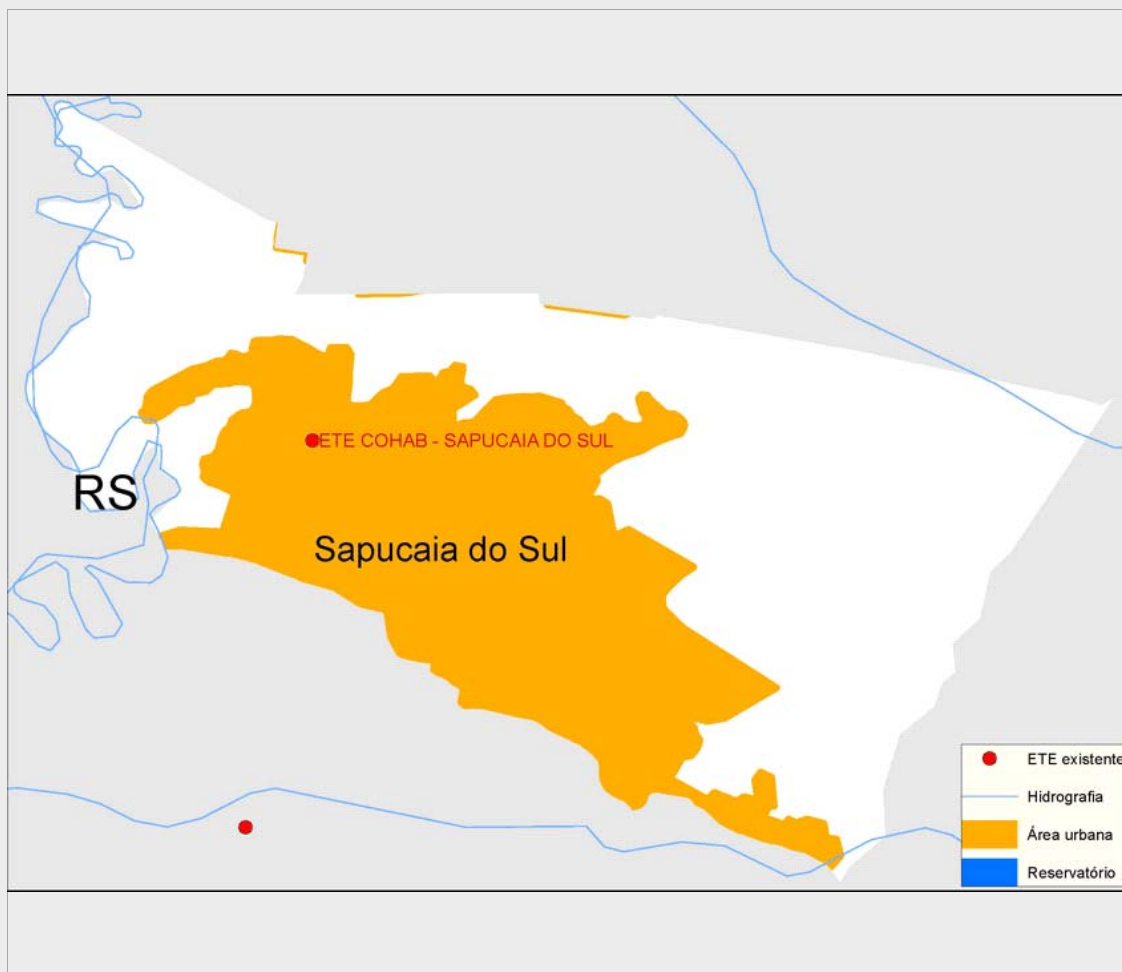 ETE COHAB - SAPUCAIA DO SUL
RS
Sapucaia do Sul
ETE existente
Hidrografia
Área urbana
Reservatório